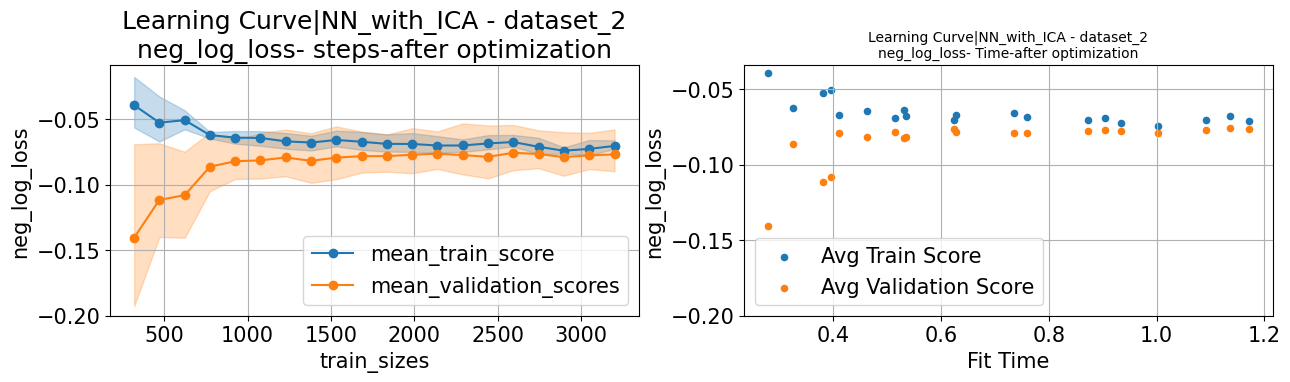 Learning Curve|NN_with_ICA - dataset_2
neg_log_loss- steps-after optimization
neg_log_loss
−0.05
−0.10
−0.15
−0.20
mean_train_score
mean_validation_scores
500
1000
1500
2000
2500
3000
train_sizes
Learning Curve|NN_with_ICA - dataset_2
neg_log_loss- Time-after optimization
neg_log_loss
−0.05
−0.10
−0.15
−0.20
Avg Train Score
Avg Validation Score
0.4
0.6
0.8
1.0
1.2
Fit Time